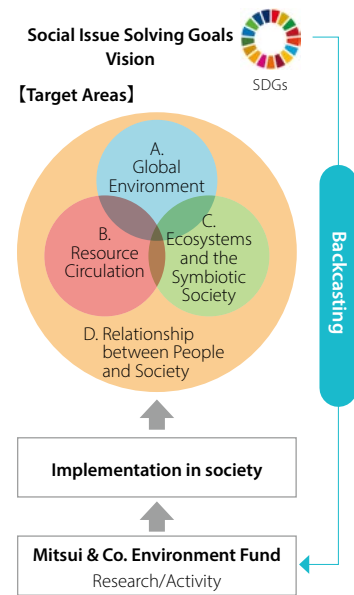 Social Issue Solving Goals
Vision
SDGs
【Target Areas】
A.
Global
Environment
B.
Resource
Circulation
C.
Ecosystems
and the
Symbiotic
Society
D. Relationship
between People
and Society
Backcasting
Implementation in society
Mitsui & Co. Environment Fund
Research/Activity